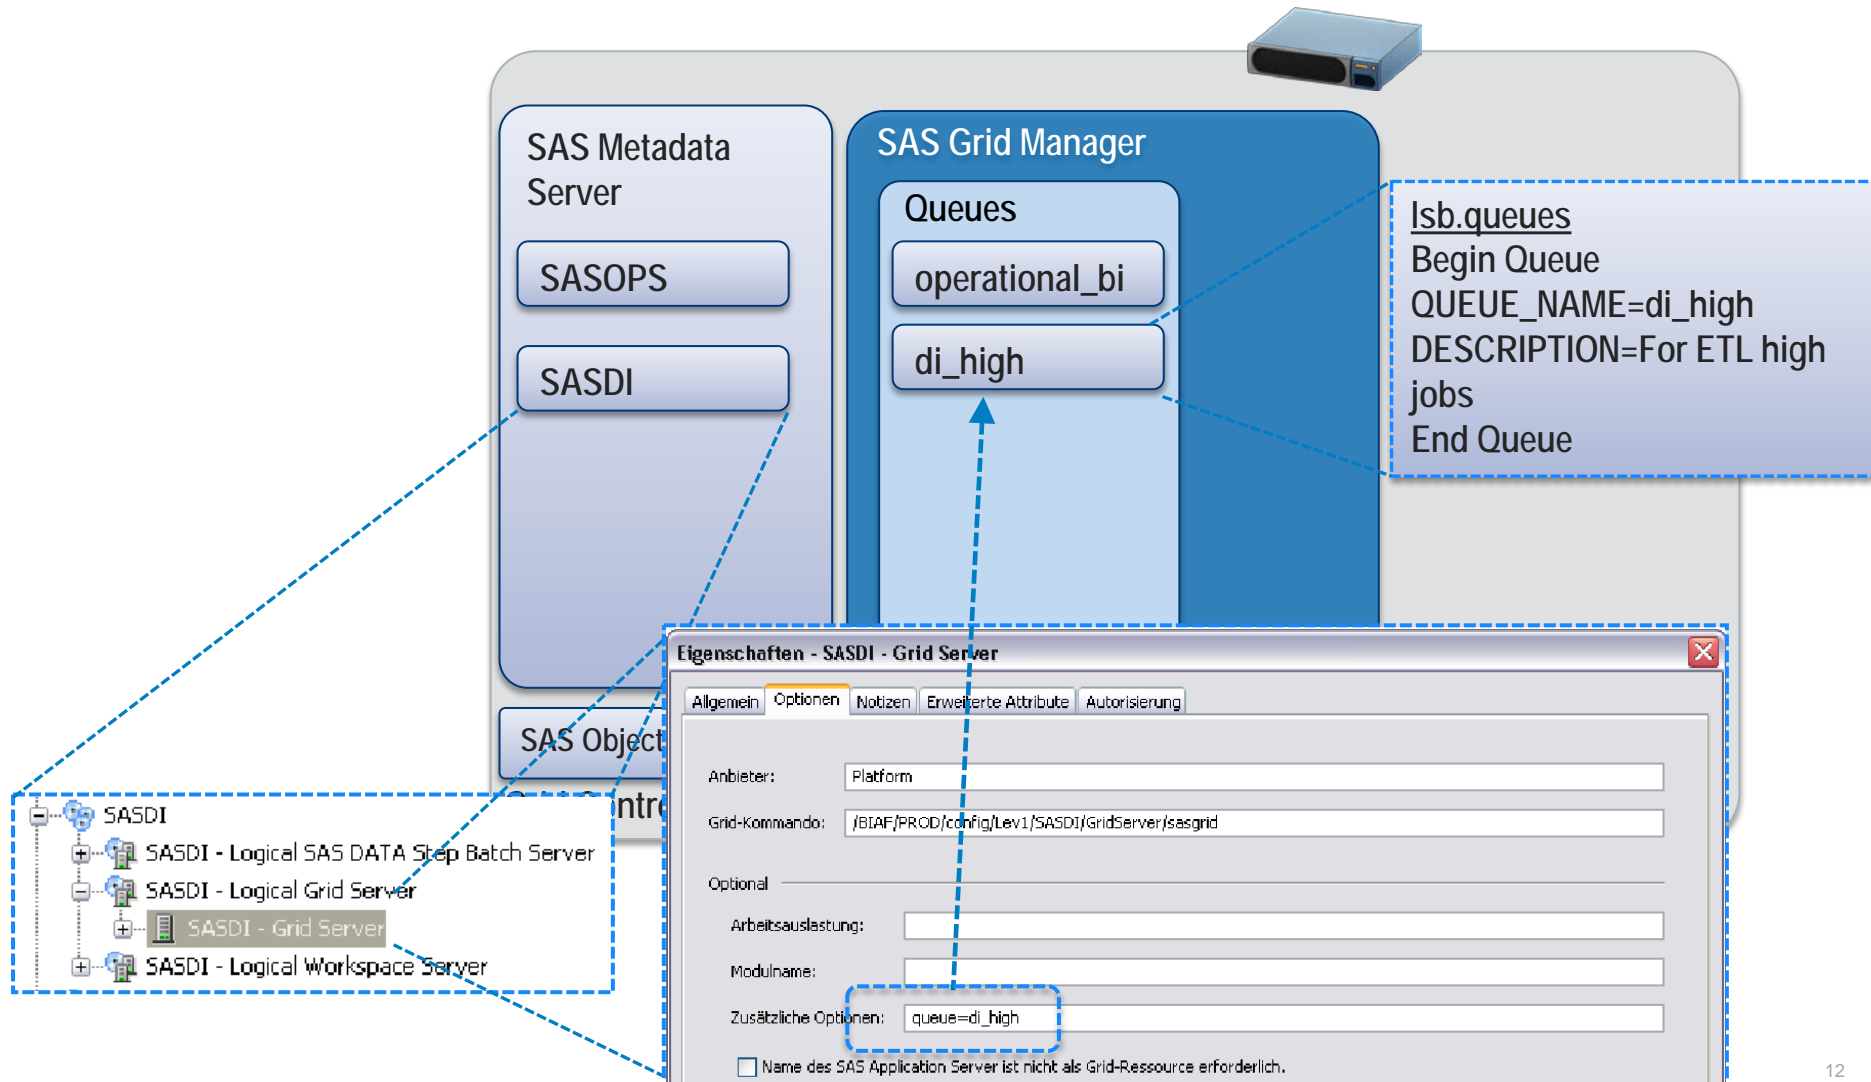 SAS Metadata
Server
SASOPS
SASDI
SAS Grid Manager
Queues
operational_bi
di_high
lsb.queues
Begin Queue
QUEUE_NAME=di_high
DESCRIPTION=For ETL high
jobs
End Queue
SAS Object
SASDI
SASDI - Logical SAS DATA Step Batch Server
SASDI - Logical Grid Server
SASDI - Grid Server
SASDI - Logical Workspace Server
Eigenschaften - SASDI - Grid Server
Allgemein Optionen Notizen Erweiterte Attribute Autorisierung
Anbieter: Platform
Grid-Kommando: /BIAF/PROD/config/Lev1/SASDI/GridServer/sasgrid
Optional
Arbeitsauslastung:
Modulname:
Zusätzliche Optionen: queue=di_high
Name des SAS Application Server ist nicht als Grid-Ressource erforderlich.
12